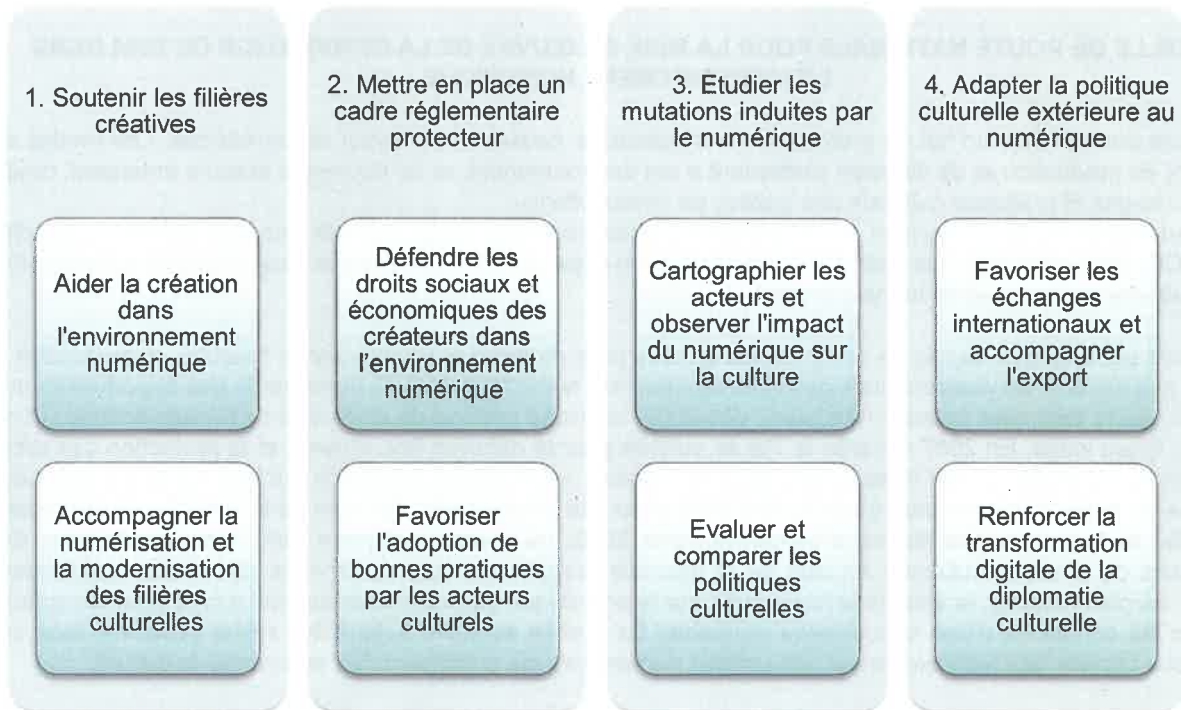 1. Soutenir les filières
créatives
Aider la création
dans
l'environnement
numérique
Accompagner la
numérisation et
la modernisation
des filières
culturelles
2. Mettre en place un
cadre réglementaire
protecteur
Défendre les
droits sociaux et
économiques des
créateurs dans
l'environnement
numérique
Favoriser
l'adoption de
bonnes pratiques
par les acteurs
culturels
3. Etudier les
mutations induites par
le numérique
Cartographier les
acteurs et
observer l'impact
du numérique sur
la culture
Evaluer et
comparer les
politiques
culturelles
4. Adapter la politique
culturelle extérieure au
numérique
Favoriser les
échanges
internationaux et
accompagner
l'export
Renforcer la
transformation
digitale de la
diplomatie
culturelle